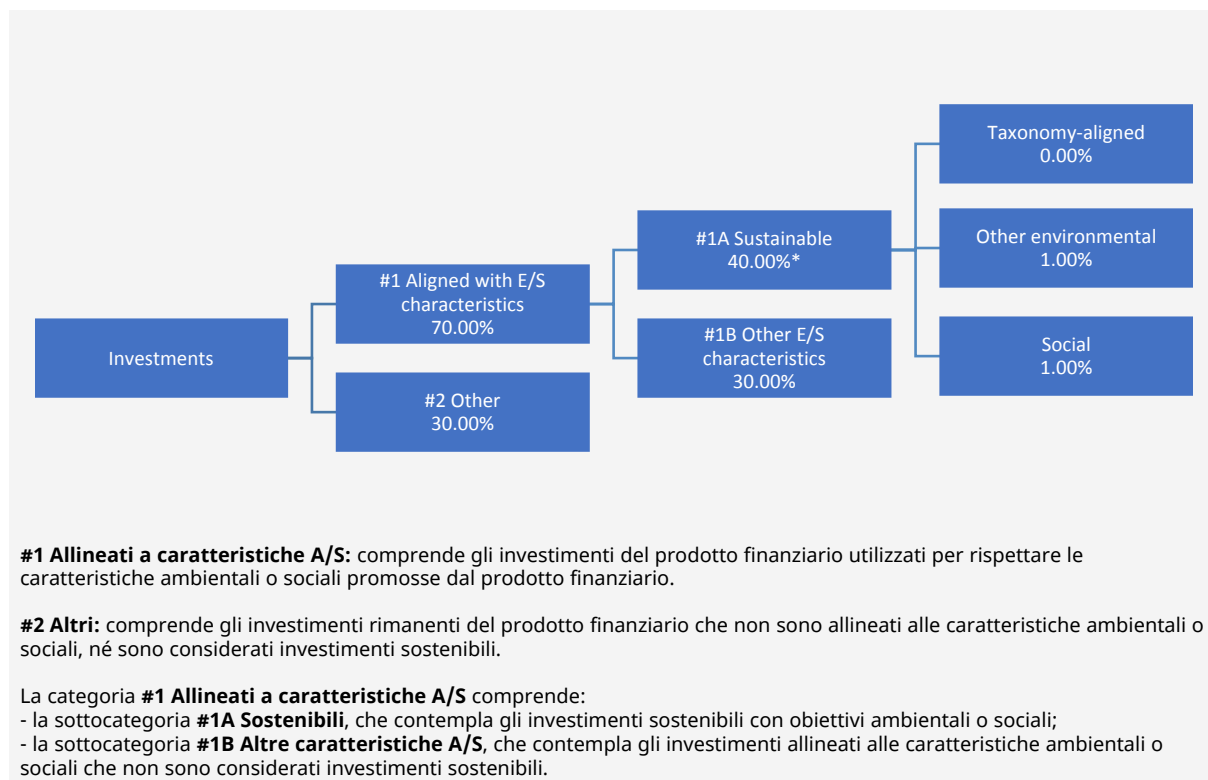 Investments
#1 Aligned with E/S
characteristics
70.00%
#2 Other
30.00%
#1A Sustainable
40.00%*
#1B Other E/S
characteristics
30.00%
Taxonomy-aligned
0.00%
Other environmental
1.00%
Social
1.00%
#1 Allineati a caratteristiche A/S: comprende gli investimenti del prodotto finanziario utilizzati per rispettare le
caratteristiche ambientali o sociali promosse dal prodotto finanziario.
#2 Altri: comprende gli investimenti rimanenti del prodotto finanziario che non sono allineati alle caratteristiche ambientali o
sociali, né sono considerati investimenti sostenibili.
La categoria #1 Allineati a caratteristiche A/S comprende:
- la sottocategoria #1A Sostenibili, che contempla gli investimenti sostenibili con obiettivi ambientali o sociali;
- la sottocategoria #1B Altre caratteristiche A/S, che contempla gli investimenti allineati alle caratteristiche ambientali o
sociali che non sono considerati investimenti sostenibili.